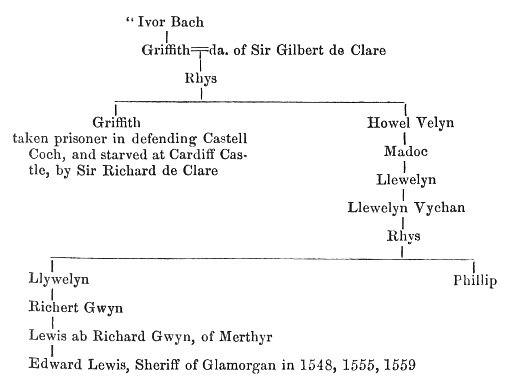 “ Ivor Bach
Griffith=da. of Sir Gilbert de Clare
Rhys
Griffith
taken prisoner in defending Castell
Coch, and starved at Cardiff Cas-
tle, by Sir Richard de Clare
Howel Velyn
Madoc
Llewelyn
Llewelyn Vychan
Rhys
Llywelyn
Phillip
Richert Gwyn
Lewis ab Richard Gwyn, of Merthyr
Edward Lewis, Sheriff of Glamorgan in 1548, 1555, 1559